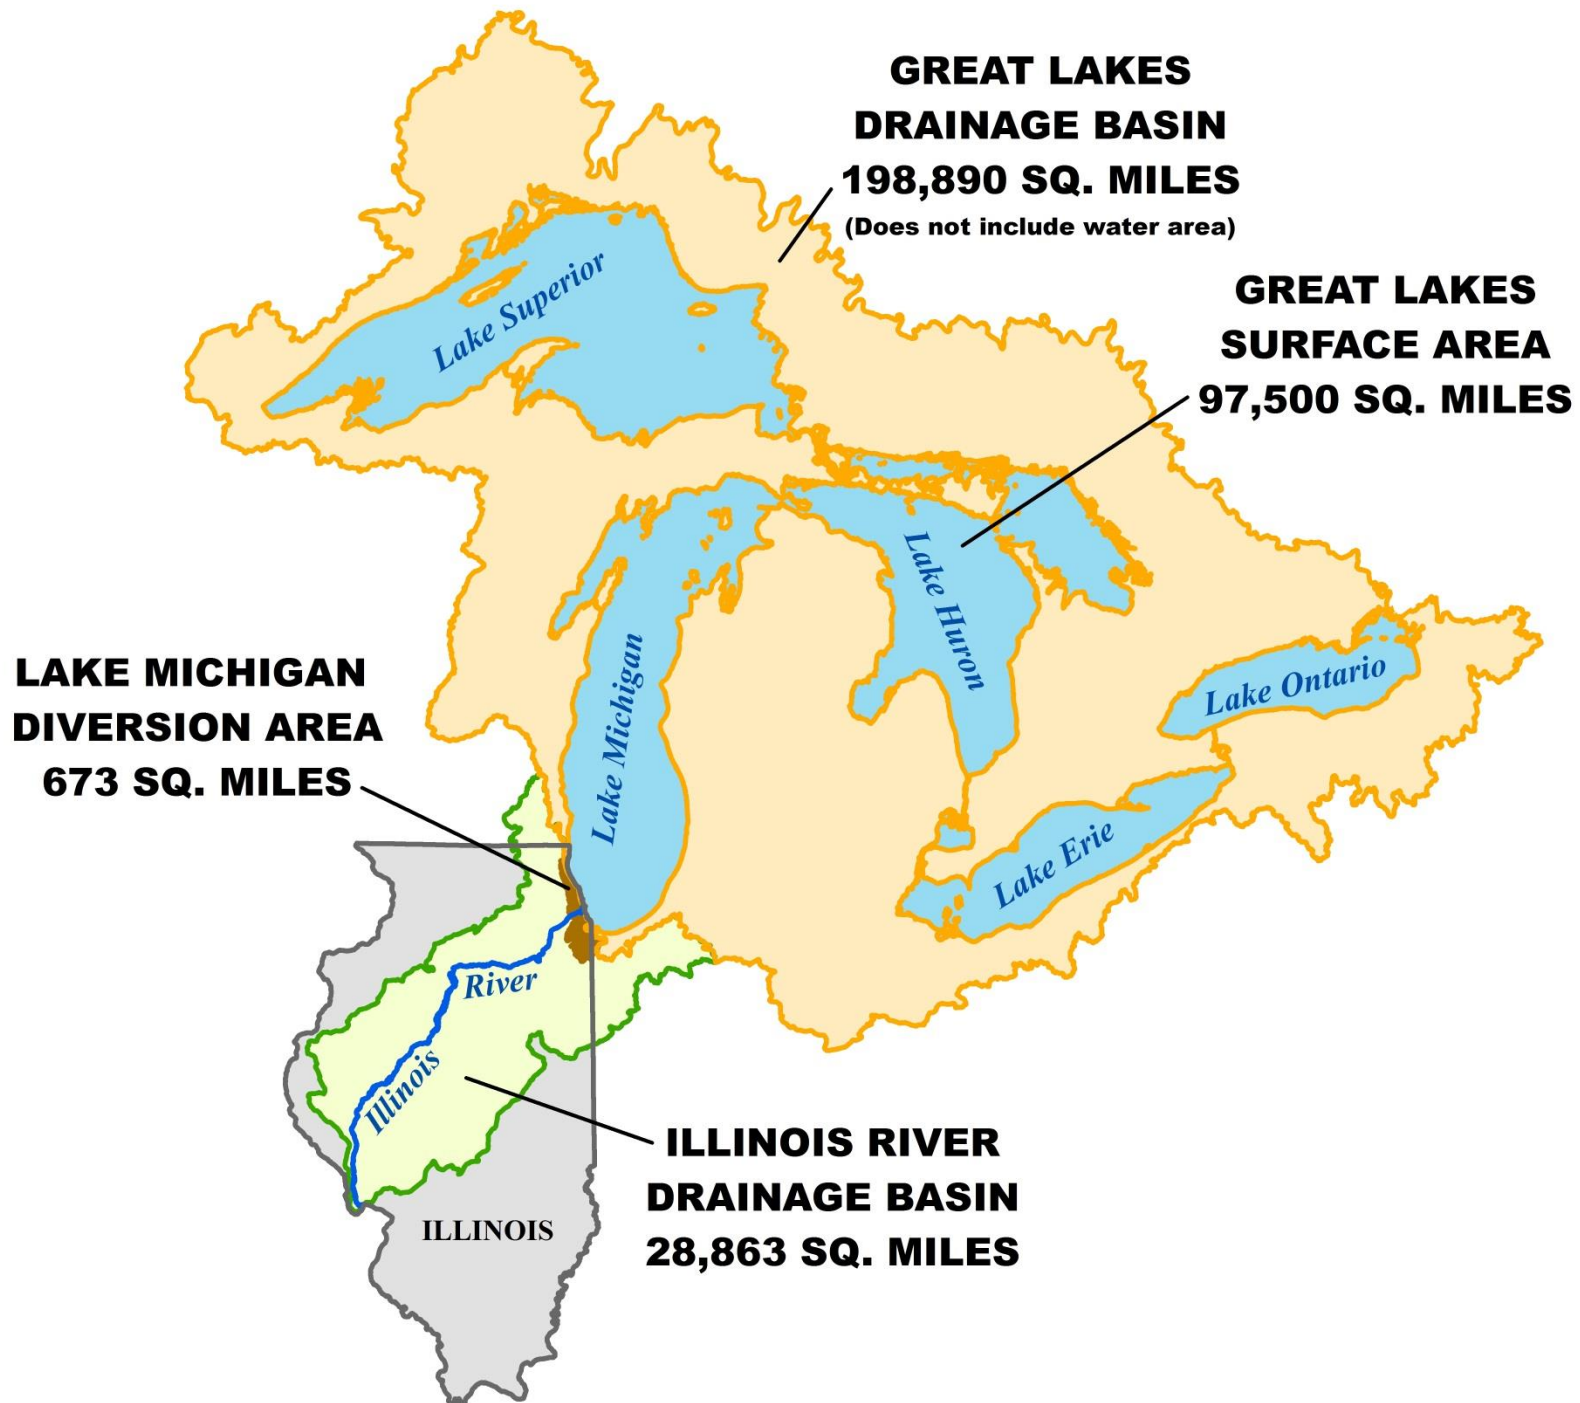 GREAT LAKES
DRAINAGE BASIN
198,890 SQ. MILES
(Does not include water area)
GREAT LAKES
SURFACE AREA
97,500 SQ. MILES
Lake Superior
Lake Huron
Lake Michigan
Lake Ontario
Lake Erie
LAKE MICHIGAN
DIVERSION AREA
673 SQ. MILES
Illinois River
ILLINOIS RIVER
DRAINAGE BASIN
28,863 SQ. MILES
ILLINOIS